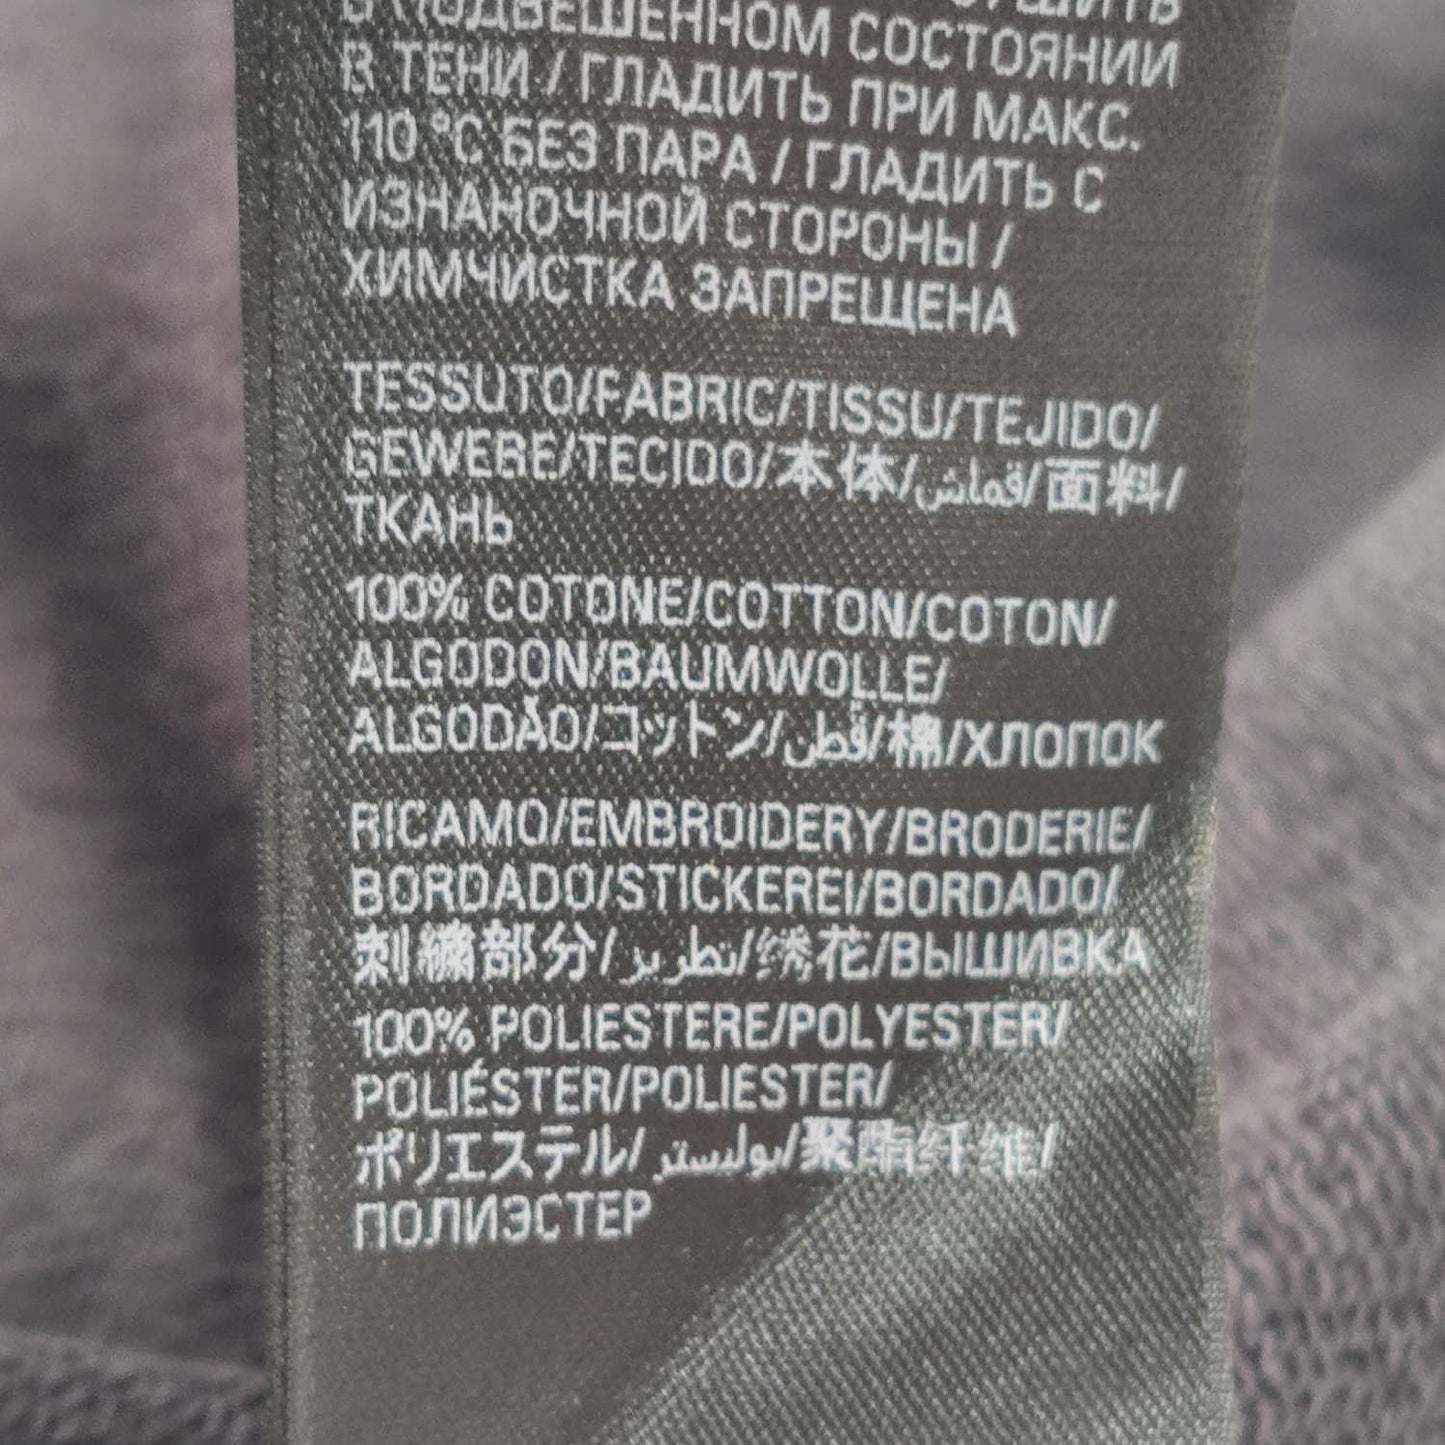 В ПОДВЕШЕННОМ СОСТОЯНИИ
В ТЕНИ / ГЛАДИТЬ ПРИ МАКС.
110 °C БЕЗ ПАРА / ГЛАДИТЬ С
ИЗНАНОЧНОЙ СТОРОНЫ /
ХИМЧИСТКА ЗАПРЕЩЕНА
TESSUTO/FABRIC/TISSU/TEJIDO/
GEWEBE/TECIDO/本体/قماش/面料/
ТКАНЬ
100% COTONE/COTTON/COTON/
ALGODON/BAUMWOLLE/
ALGODÃO/コットン/قطن/棉/ХЛОПОК
RICAMO/EMBROIDERY/BRODERIE/
BORDADO/STICKEREI/BORDADO/
刺繍部分/تطريز/绣花/ВЫШИВКА
100% POLIESTERE/POLYESTER/
POLIÉSTER/POLIESTER/
ポリエステル/بوليستر/聚酯纤维/
ПОЛИЭСТЕР